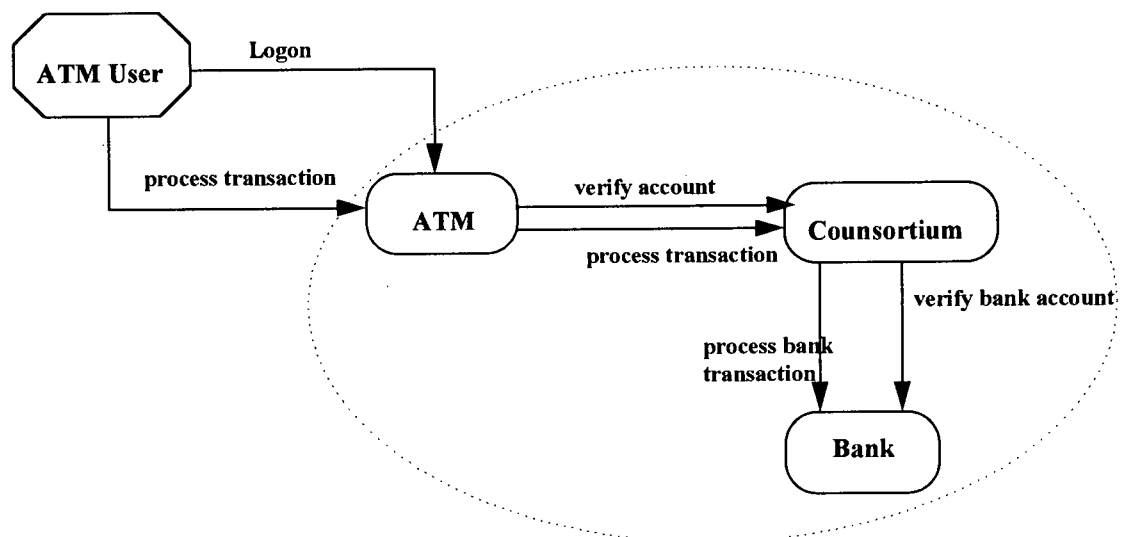 Logon
ATM User
process transaction
verify account
ATM
Counsortium
process transaction
verify bank account
process bank
transaction
Bank